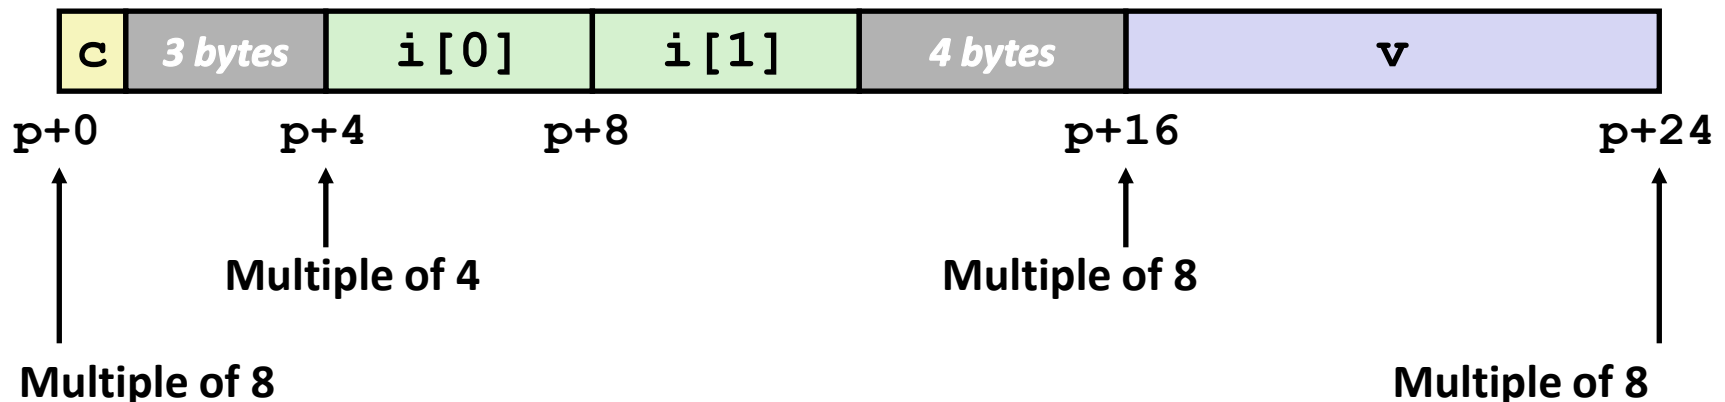 c 3 bytes i[0] i[1] 4 bytes v
p+0 p+4 p+8 p+16 p+24
Multiple of 4 Multiple of 8
Multiple of 8 Multiple of 8